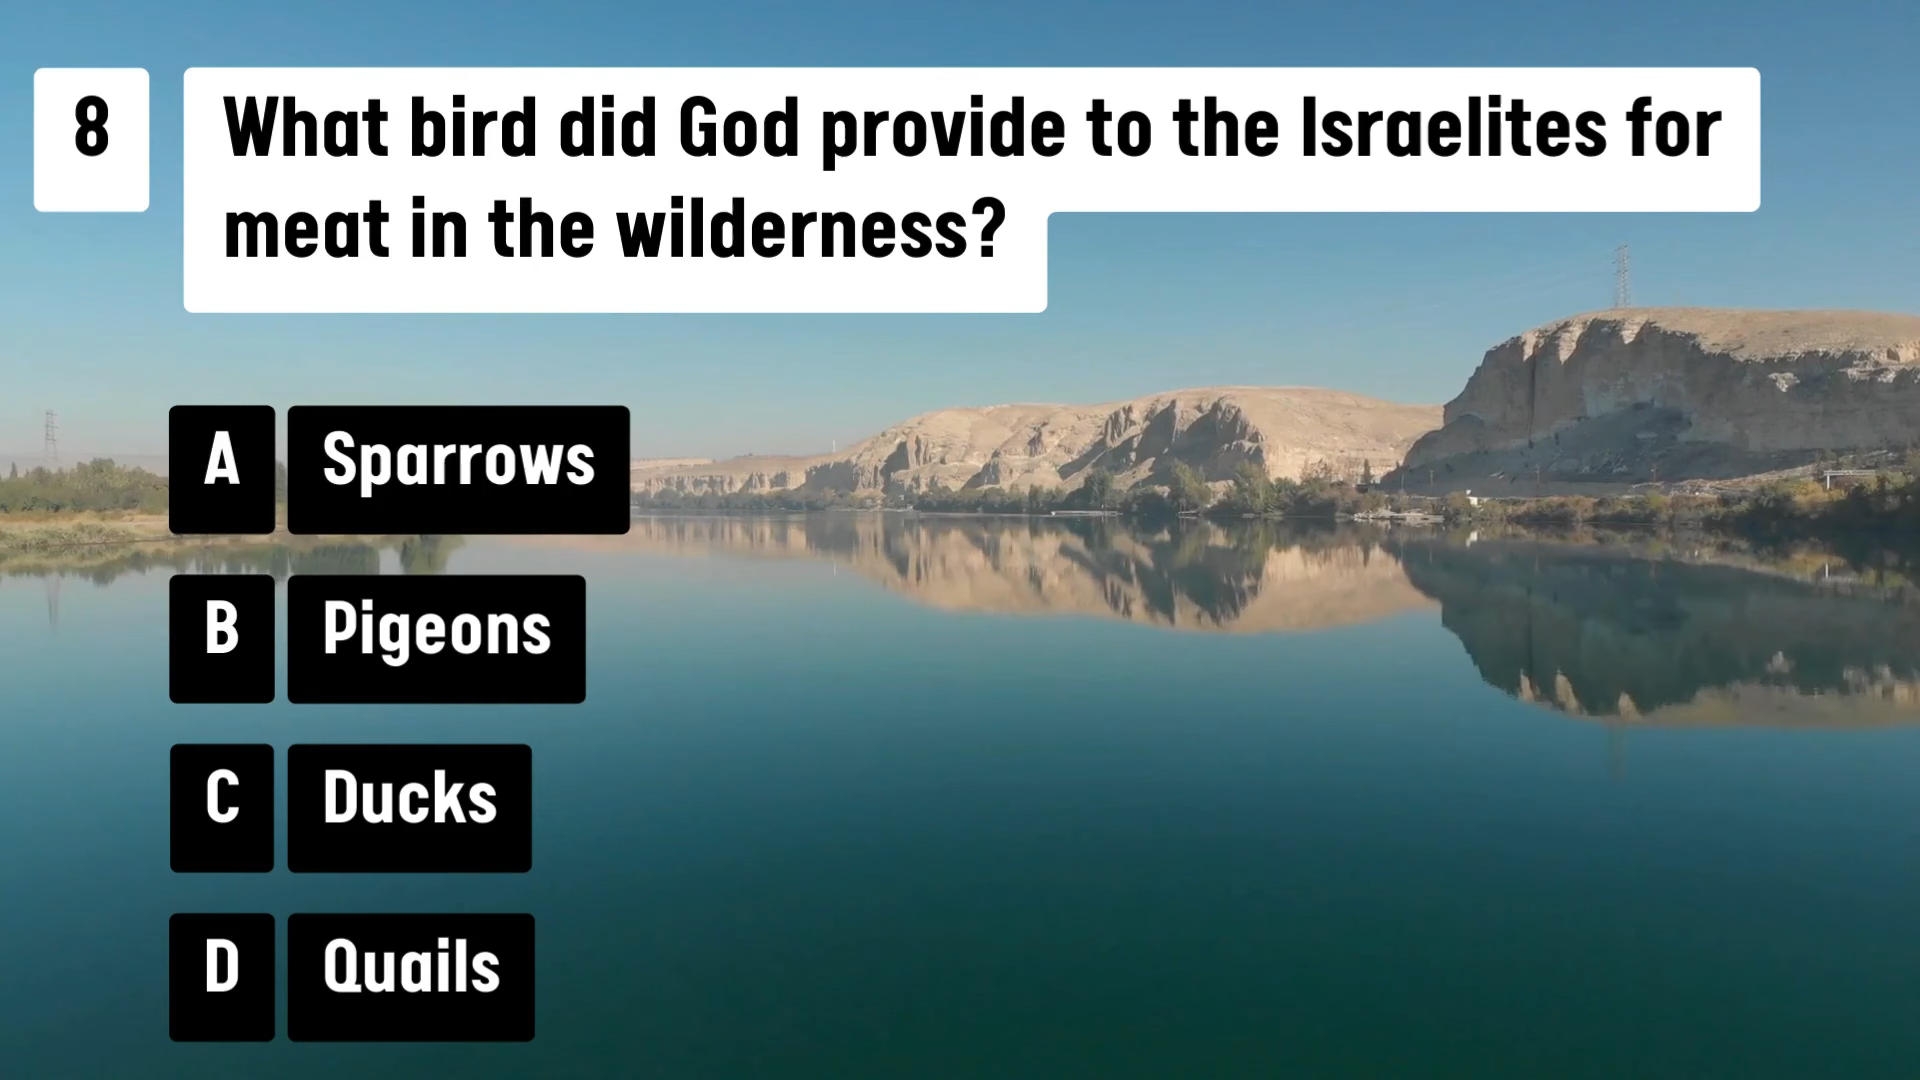 8
What bird did God provide to the Israelites for
meat in the wilderness?
A Sparrows
B Pigeons
C Ducks
D Quails